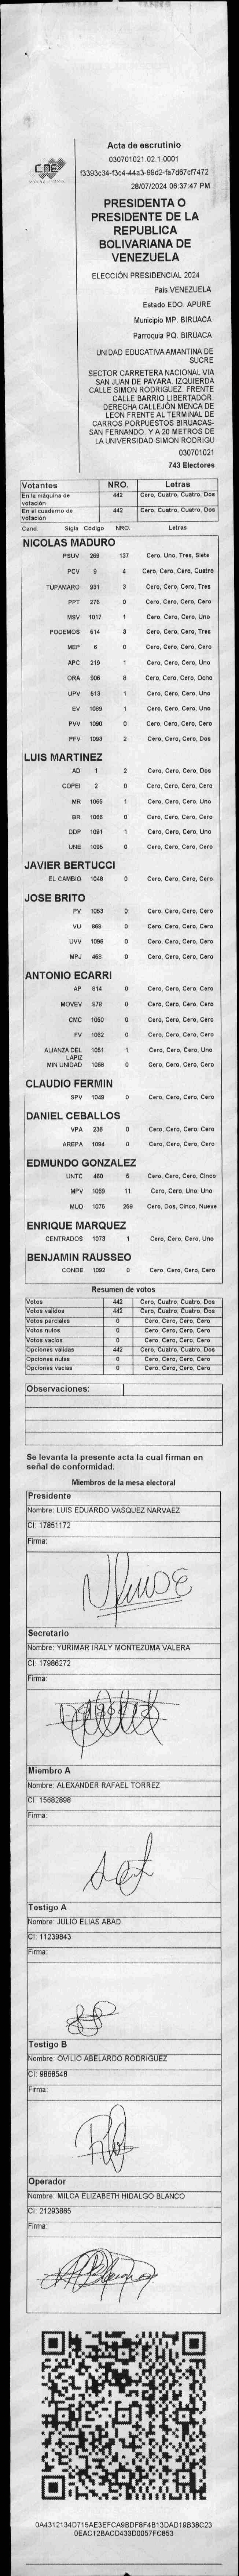 CNE
Acta de escrutinio
030701021.02.1.0001
f3393c34-f3c4-44a3-99d2-fa7d67cf7472
28/07/2024 06:37:47 PM
PRESIDENTA O
PRESIDENTE DE LA
REPUBLICA
BOLIVARIANA DE
VENEZUELA
ELECCIÓN PRESIDENCIAL 2024
Pais VENEZUELA
Estado EDO. APURE
Municipio MP. BIRUACA
Parroquia PQ. BIRUACA
UNIDAD EDUCATIVA AMANTINA DE
SUCRE
SECTOR CARRETERA NACIONAL VIA
SAN JUAN DE PAYARA. IZQUIERDA
CALLE SIMON RODRIGUEZ. FRENTE
CALLE BARRIO LIBERTADOR.
DERECHA CALLEJÓN MENCA DE
LEON FRENTE AL TERMINAL DE
CARROS PORPUESTOS BIRUACAS-
SAN FERNANDO. Y A 20 METROS DE
LA UNIVERSIDAD SIMON RODRIGU
030701021
743 Electores
Votantes NRO. Letras
En la máquina de votación 442 Cero, Cuatro, Cuatro, Dos
En el cuaderno de votación 442 Cero, Cuatro, Cuatro, Dos
Cand. Sigla Codigo NRO. Letras
NICOLAS MADURO
PSUV 269 137 Cero, Uno, Tres, Siete
PCV 9 4 Cero, Cero, Cero, Cuatro
TUPAMARO 931 3 Cero, Cero, Cero, Tres
PPT 276 0 Cero, Cero, Cero, Cero
MSV 1017 1 Cero, Cero, Cero, Uno
PODEMOS 514 3 Cero, Cero, Cero, Tres
MEP 6 0 Cero, Cero, Cero, Cero
APC 219 1 Cero, Cero, Cero, Uno
ORA 906 8 Cero, Cero, Cero, Ocho
UPV 513 1 Cero, Cero, Cero, Uno
EV 1089 1 Cero, Cero, Cero, Uno
PVV 1090 0 Cero, Cero, Cero, Cero
PFV 1093 2 Cero, Cero, Cero, Dos
LUIS MARTINEZ
AD 1 2 Cero, Cero, Cero, Dos
COPEI 2 0 Cero, Cero, Cero, Cero
MR 1065 1 Cero, Cero, Cero, Uno
BR 1066 0 Cero, Cero, Cero, Cero
DDP 1091 1 Cero, Cero, Cero, Uno
UNE 1095 0 Cero, Cero, Cero, Cero
JAVIER BERTUCCI
EL CAMBIO 1048 0 Cero, Cero, Cero, Cero
JOSE BRITO
PV 1053 0 Cero, Cero, Cero, Cero
VU 868 0 Cero, Cero, Cero, Cero
UVV 1096 0 Cero, Cero, Cero, Cero
MPJ 458 0 Cero, Cero, Cero, Cero
ANTONIO ECARRI
AP 814 0 Cero, Cero, Cero, Cero
MOVEV 879 0 Cero, Cero, Cero, Cero
CMC 1050 0 Cero, Cero, Cero, Cero
FV 1062 0 Cero, Cero, Cero, Cero
ALIANZA DEL LAPIZ 1051 1 Cero, Cero, Cero, Uno
MIN UNIDAD 1066 0 Cero, Cero, Cero, Cero
CLAUDIO FERMIN
SPV 1049 0 Cero, Cero, Cero, Cero
DANIEL CEBALLOS
VPA 236 0 Cero, Cero, Cero, Cero
AREPA 1094 0 Cero, Cero, Cero, Cero
EDMUNDO GONZALEZ
UNTC 460 5 Cero, Cero, Cero, Cinco
MPV 1069 11 Cero, Cero, Uno, Uno
MUD 1075 259 Cero, Dos, Cinco, Nueve
ENRIQUE MARQUEZ
CENTRADOS 1073 1 Cero, Cero, Cero, Uno
BENJAMIN RAUSSEO
CONDE 1092 0 Cero, Cero, Cero, Cero
Resumen de votos
Votos 442 Cero, Cuatro, Cuatro, Dos
Votos validos 442 Cero, Cuatro, Cuatro, Dos
Votos parciales 0 Cero, Cero, Cero, Cero
Votos nulos 0 Cero, Cero, Cero, Cero
Votos vacios 0 Cero, Cero, Cero, Cero
Opciones validas 442 Cero, Cuatro, Cuatro, Dos
Opciones nulas 0 Cero, Cero, Cero, Cero
Opciones vacias 0 Cero, Cero, Cero, Cero
Observaciones:
Se levanta la presente acta la cual firman en
señal de conformidad.
Miembros de la mesa electoral
Presidente
Nombre: LUIS EDUARDO VASQUEZ NARVAEZ
CI: 17851172
Firma:
Secretario
Nombre: YURIMAR IRALY MONTEZUMA VALERA
CI: 17986272
Firma:
Miembro A
Nombre: ALEXANDER RAFAEL TORREZ
CI: 15682898
Firma:
Testigo A
Nombre: JULIO ELIAS ABAD
CI: 11239843
Firma:
Testigo B
Nombre: OVILIO ABELARDO RODRIGUEZ
CI: 9868548
Firma:
Operador
Nombre: MILCA ELIZABETH HIDALGO BLANCO
CI: 21293865
Firma:
0A4312134D715AE3EFCA9BDF8F4B13DAD19B38C23
0EAC12BACD433D0057FC853